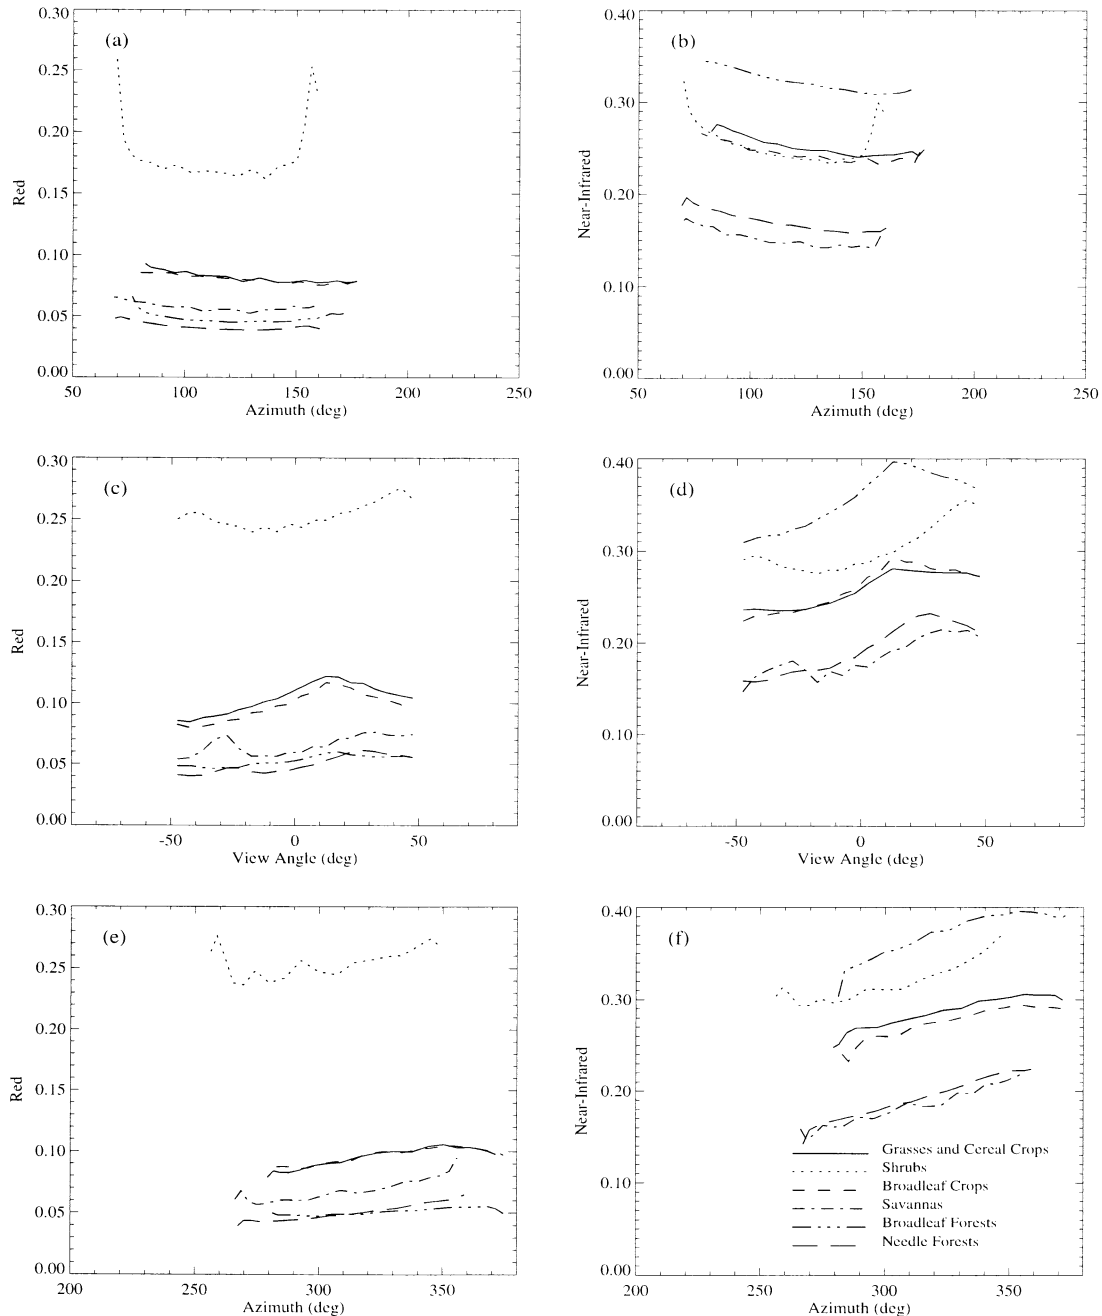 0.30
(a)
0.25
0.20
Red
0.15
0.10
0.05
0.00
50 100 150 200 250
Azimuth (deg)
0.40
(b)
0.30
Near-Infrared
0.20
0.10
0.00
50 100 150 200 250
Azimuth (deg)
0.30
(c)
0.25
0.20
Red
0.15
0.10
0.05
0.00
-50 0 50
View Angle (deg)
0.40
(d)
0.30
Near-Infrared
0.20
0.10
0.00
-50 0 50
View Angle (deg)
0.30
(e)
0.25
0.20
Red
0.15
0.10
0.05
0.00
200 250 300 350
Azimuth (deg)
0.40
(f)
0.30
Near-Infrared
0.20
0.10
0.00
Grasses and Cereal Crops
Shrubs
Broadleaf Crops
Savannas
Broadleaf Forests
Needle Forests
200 250 300 350
Azimuth (deg)